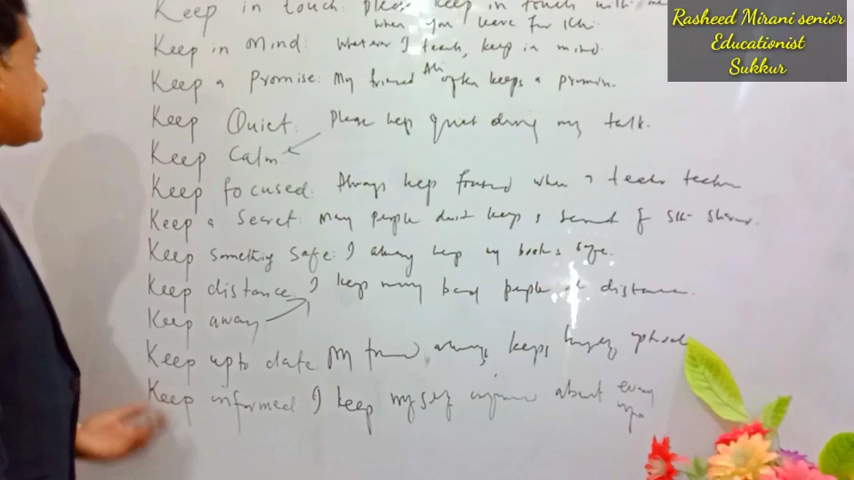 Keep in touch: Please keep in touch with me
when you leave for
Keep in Mind: Whatever I teach, keep in mind.
Keep a Promise: My friend Ali often keeps a promise.
Keep Quiet: Please keep quiet during my talk.
Keep Calm
Keep focused: Always keep focused when a teacher
Keep a Secret: Many people don't keep a secret of
Keep Something Safe: I always keep my books safe.
Keep distance I keep many bad people at distance.
Keep away
Keep up to date My friend always keeps
Keep informed I keep myself informed about every
Rasheed Mirani senior
Educationist
Sukkur